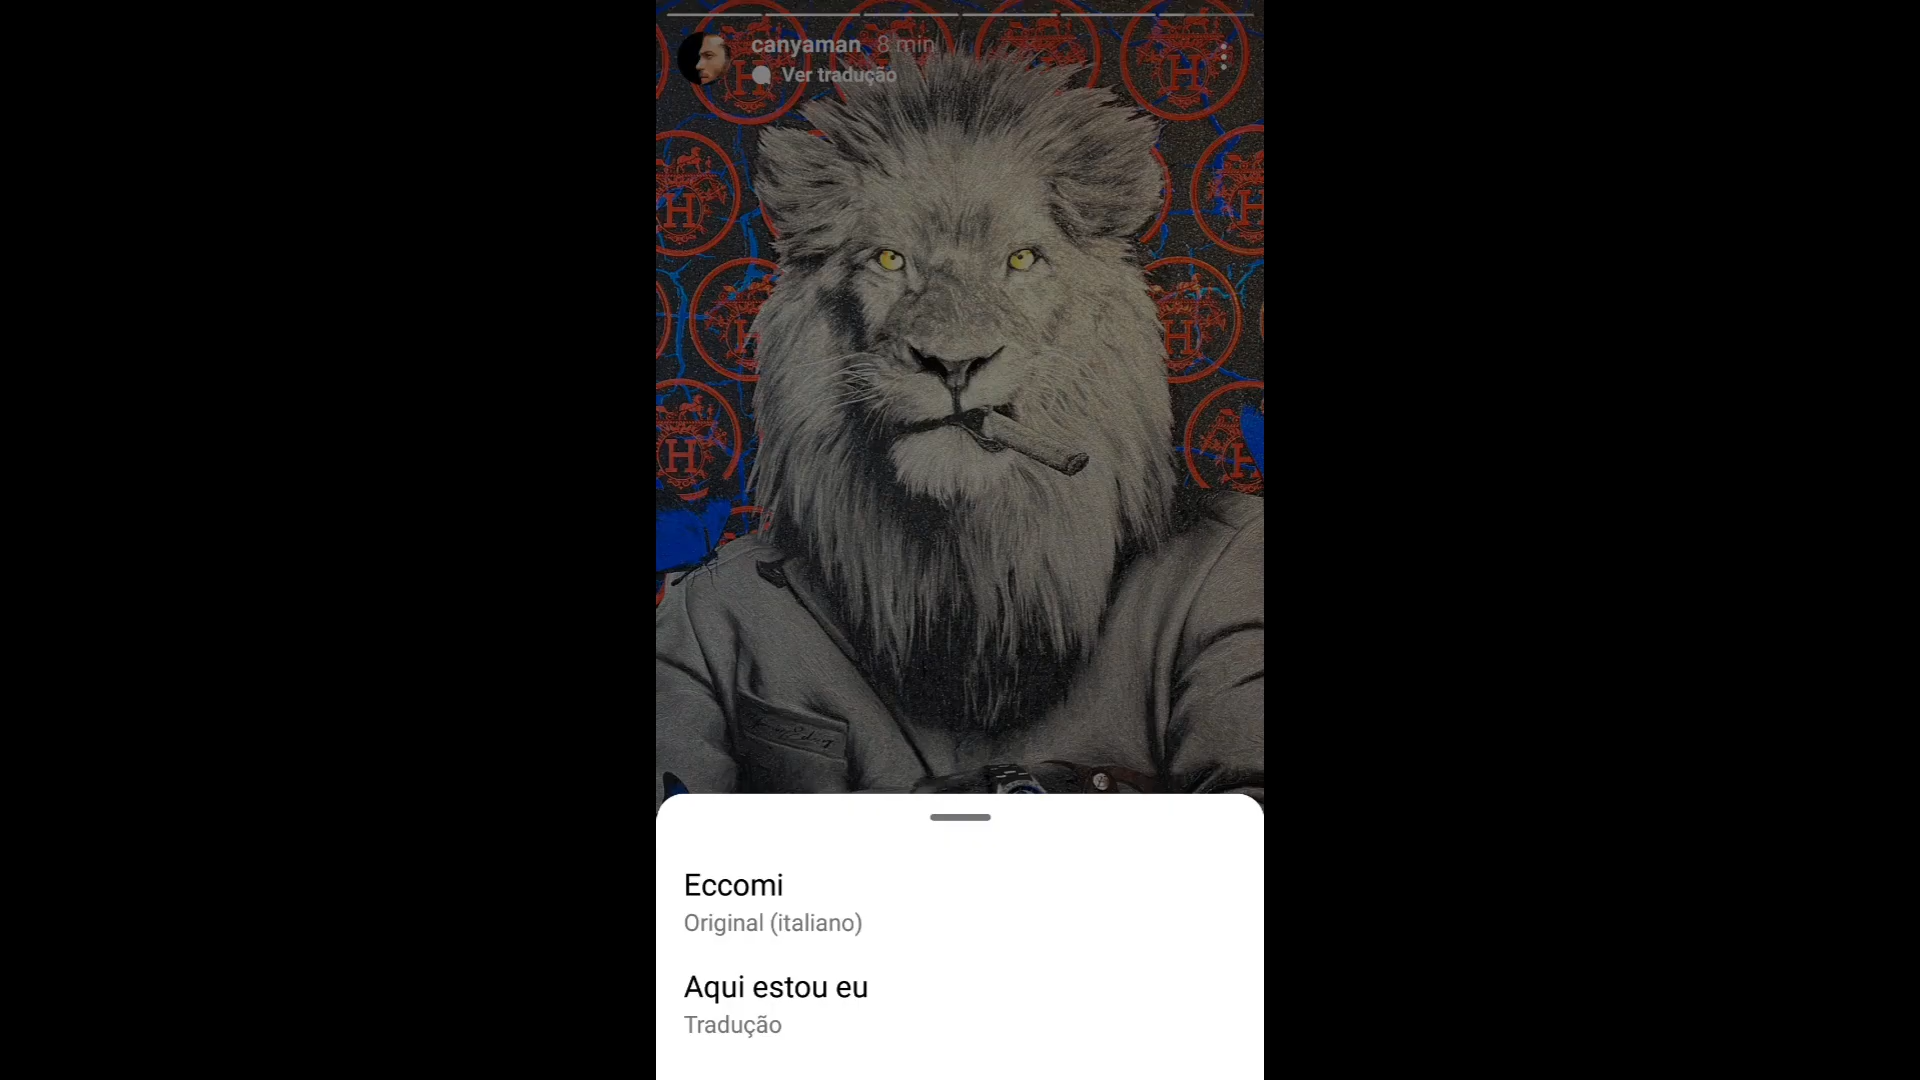 canyaman 8 min
Ver tradução
H
H
H
H
H
H
H
H
Eccomi
Original (italiano)
Aqui estou eu
Tradução